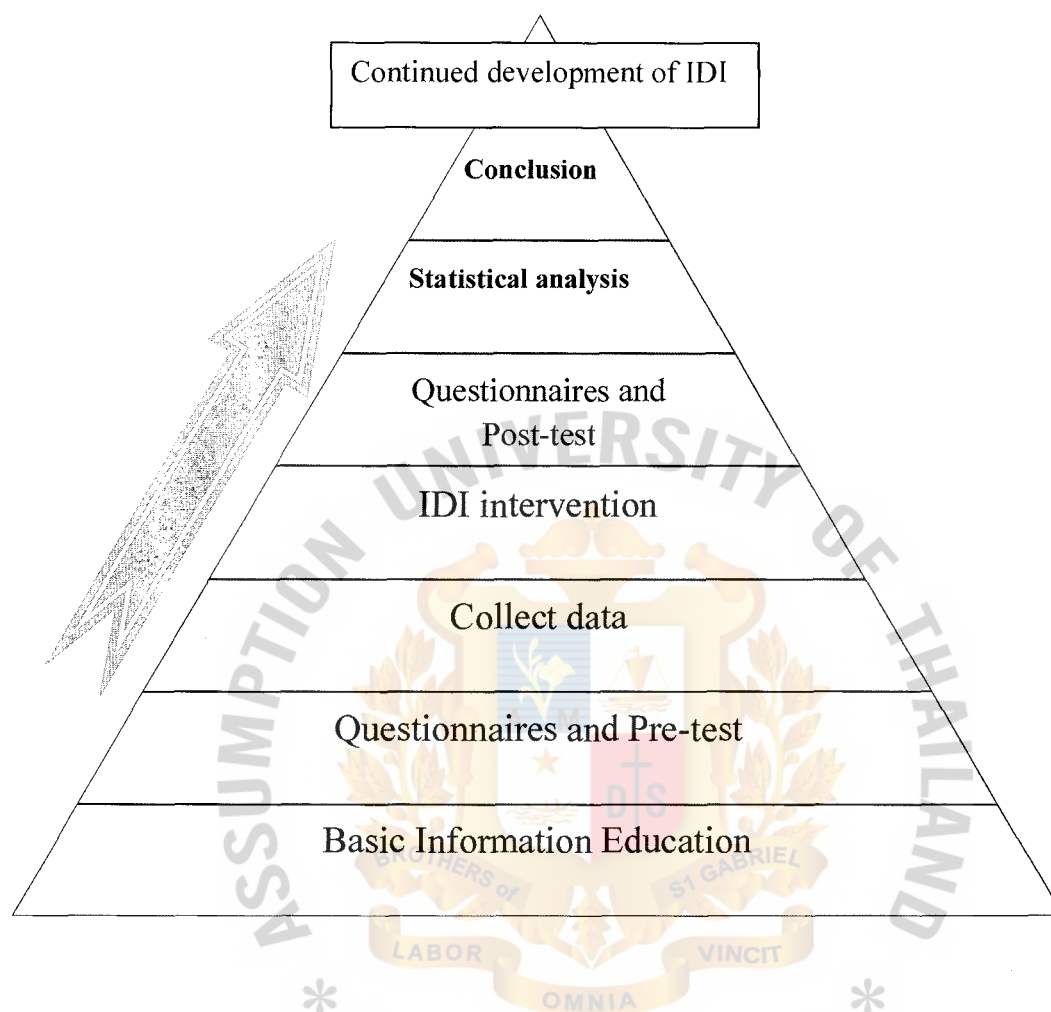 Continued development of IDI
Conclusion
Statistical analysis
Questionnaires and
Post-test
IDI intervention
Collect data
Questionnaires and Pre-test
Basic Information Education
ASSUMPTION UNIVERSITY OF THAILAND
A M
D S
BROTHERS of
S1 GABRIEL
LABOR
VINCIT
OMNIA
* *